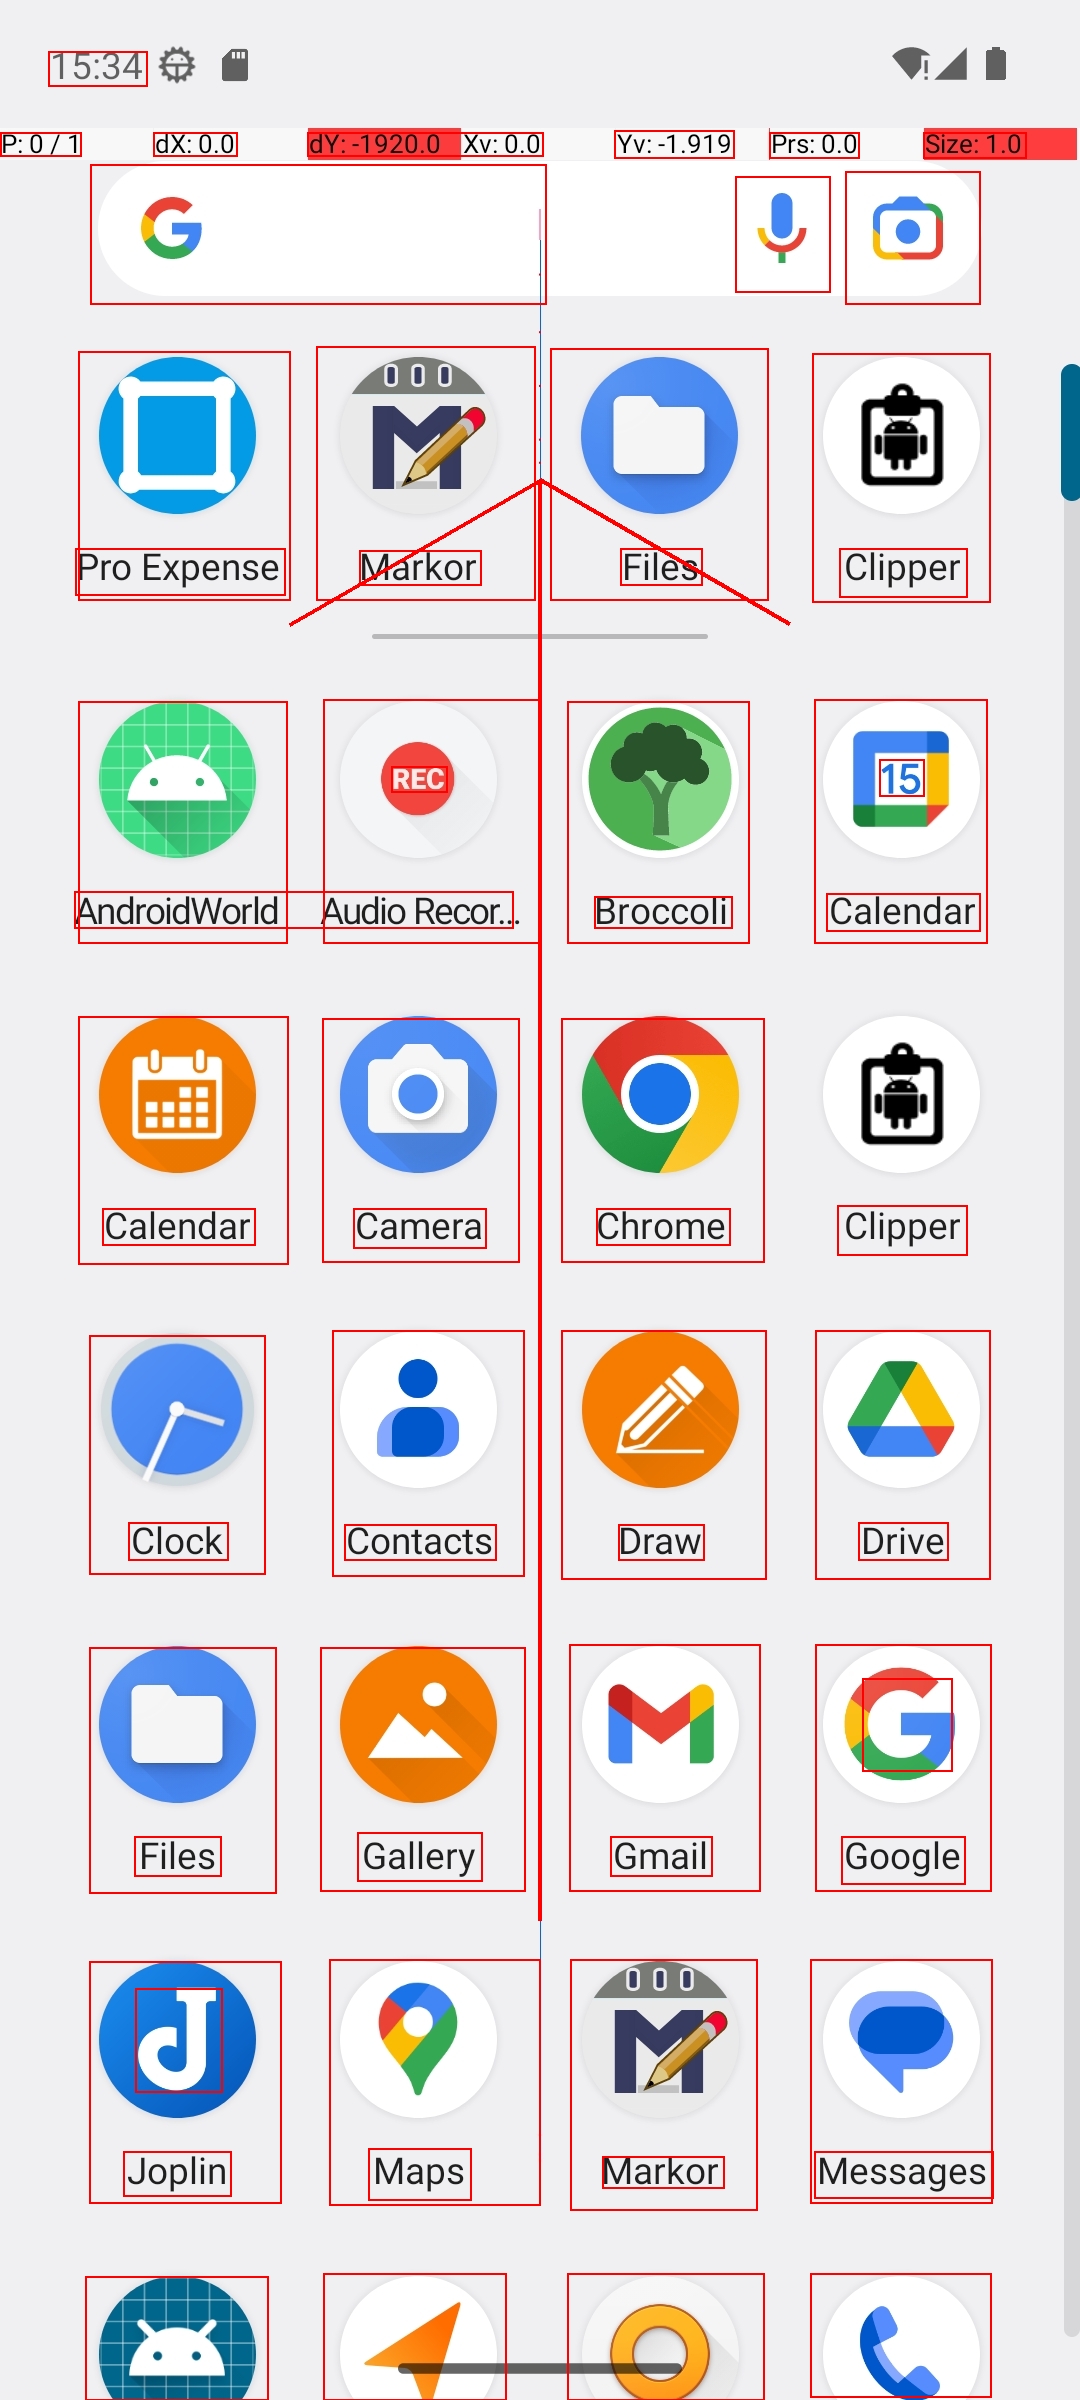 15:34
P: 0 / 1 dX: 0.0 dY: -1920.0 Xv: 0.0 Yv: -1.919 Prs: 0.0 Size: 1.0
Pro Expense Markor Files Clipper
REC 15
AndroidWorld Audio Recor... Broccoli Calendar
Calendar Camera Chrome Clipper
Clock Contacts Draw Drive
Files Gallery Gmail Google
Joplin Maps Markor Messages